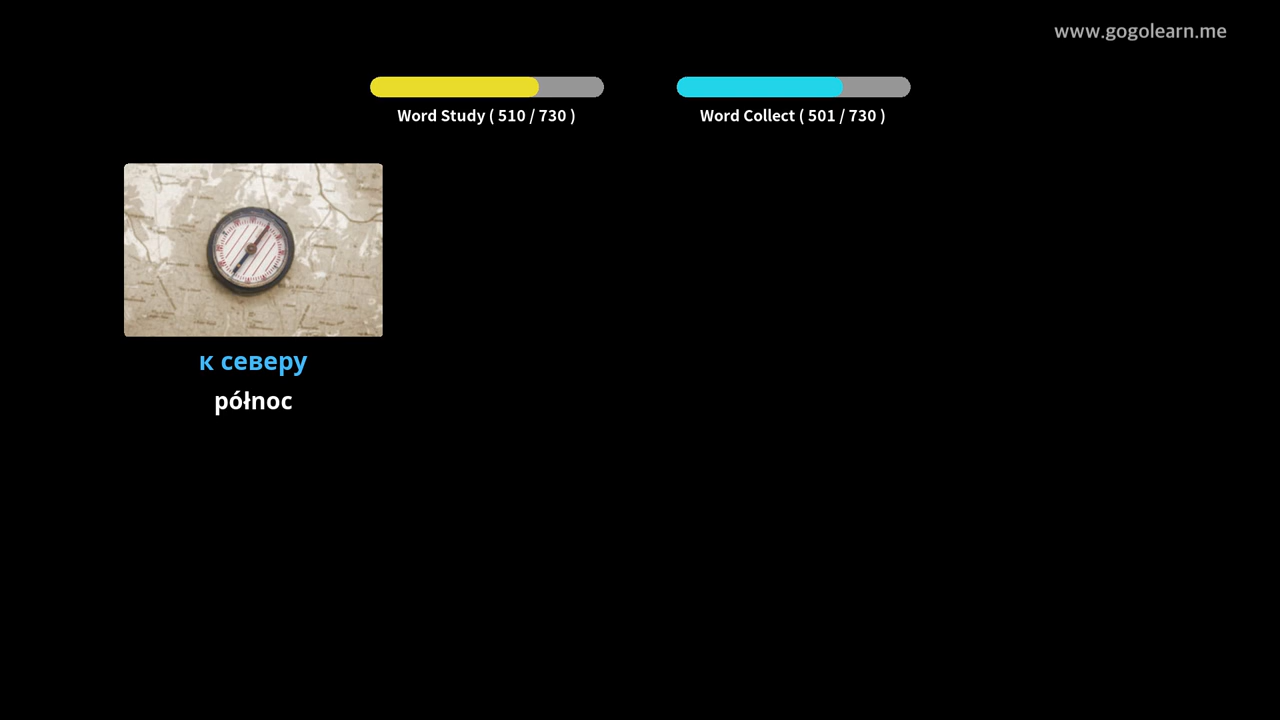 www.gogolearn.me
Word Study ( 510 / 730 )
Word Collect ( 501 / 730 )
к северу
północ